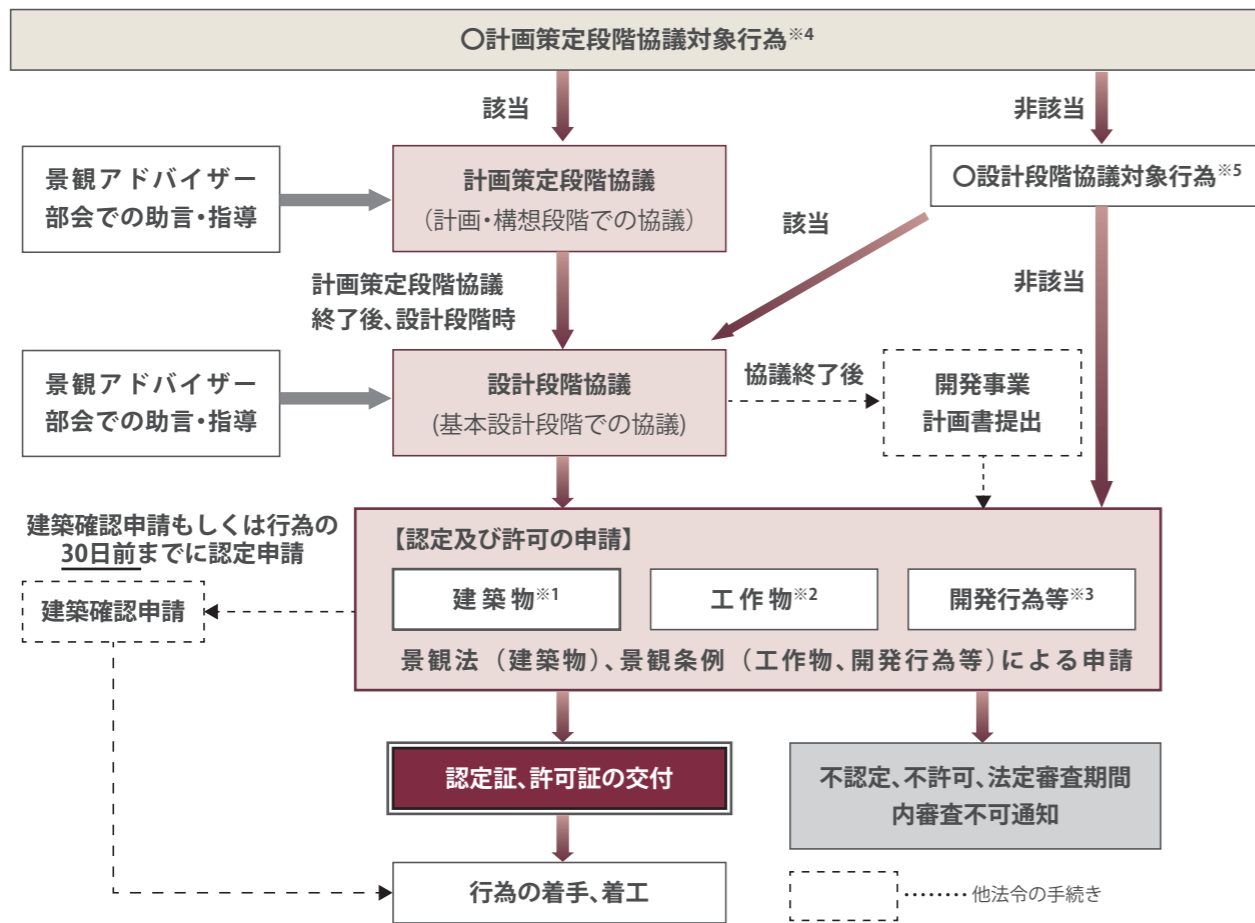 〇計画策定段階協議対象行為※4
該当
非該当
景観アドバイザー
部会での助言・指導
計画策定段階協議
（計画・構想段階での協議）
〇設計段階協議対象行為※5
該当
非該当
計画策定段階協議
終了後、設計段階時
景観アドバイザー
部会での助言・指導
設計段階協議
(基本設計段階での協議)
協議終了後
開発事業
計画書提出
建築確認申請もしくは行為の
30日前までに認定申請
建築確認申請
【認定及び許可の申請】
建築物※1
工作物※2
開発行為等※3
景観法（建築物）、景観条例（工作物、開発行為等）による申請
認定証、許可証の交付
不認定、不許可、法定審査期間
内審査不可通知
行為の着手、着工
‥‥‥‥他法令の手続き